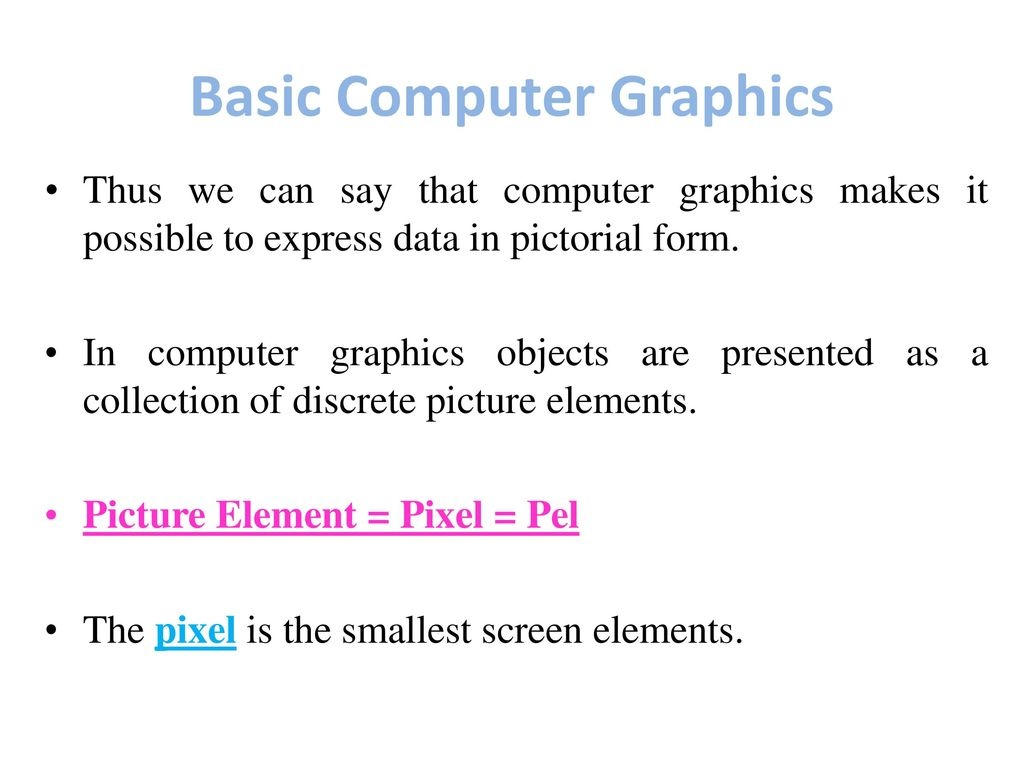 Basic Computer Graphics
• Thus we can say that computer graphics makes it
possible to express data in pictorial form.
• In computer graphics objects are presented as a
collection of discrete picture elements.
• Picture Element = Pixel = Pel
• The pixel is the smallest screen elements.